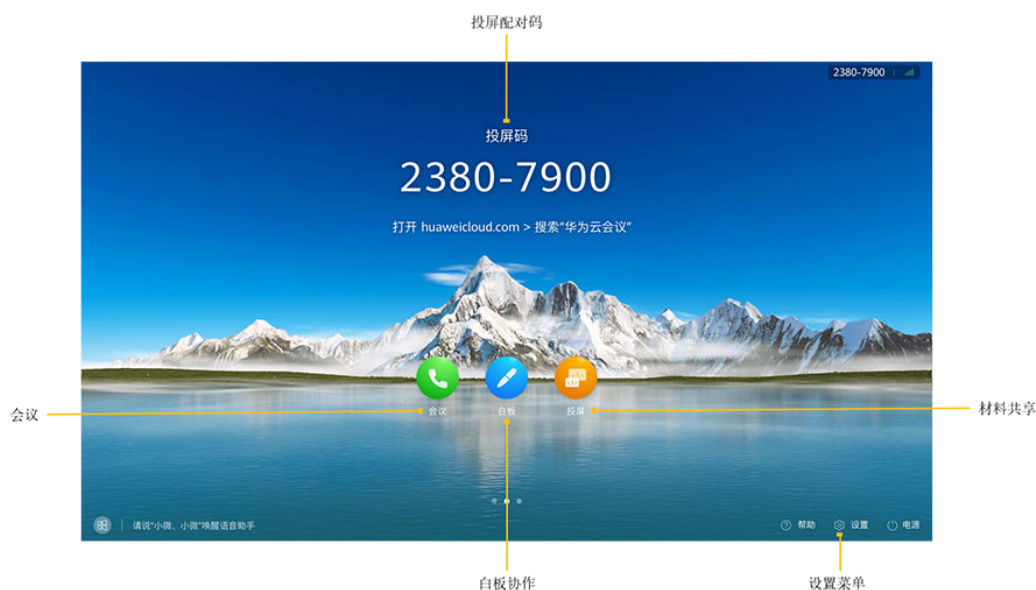 投屏配对码
2380-7900
投屏码
2380-7900
打开 huaweicloud.com > 搜索“华为云会议”
会议 白板 投屏
会议
材料共享
请说“小微、小微”唤醒语音助手
帮助 设置 电源
白板协作
设置菜单